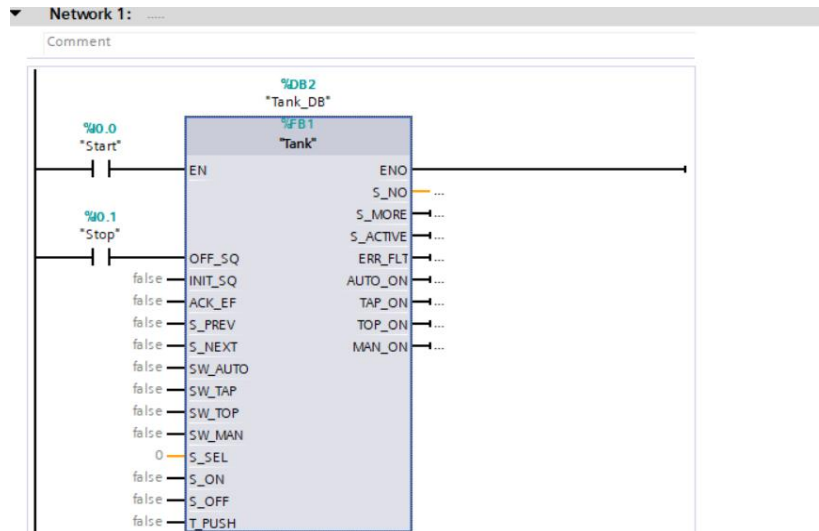 Network 1: .....
Comment
%DB2
"Tank_DB"
%I0.0
"Start"
%FB1
"Tank"
EN
ENO
S_NO ...
%I0.1
"Stop"
S_MORE ...
S_ACTIVE ...
OFF_SQ
ERR_FLT ...
false INIT_SQ
AUTO_ON ...
false ACK_EF
TAP_ON ...
false S_PREV
TOP_ON ...
false S_NEXT
MAN_ON ...
false SW_AUTO
false SW_TAP
false SW_TOP
false SW_MAN
0 S_SEL
false S_ON
false S_OFF
false T_PUSH